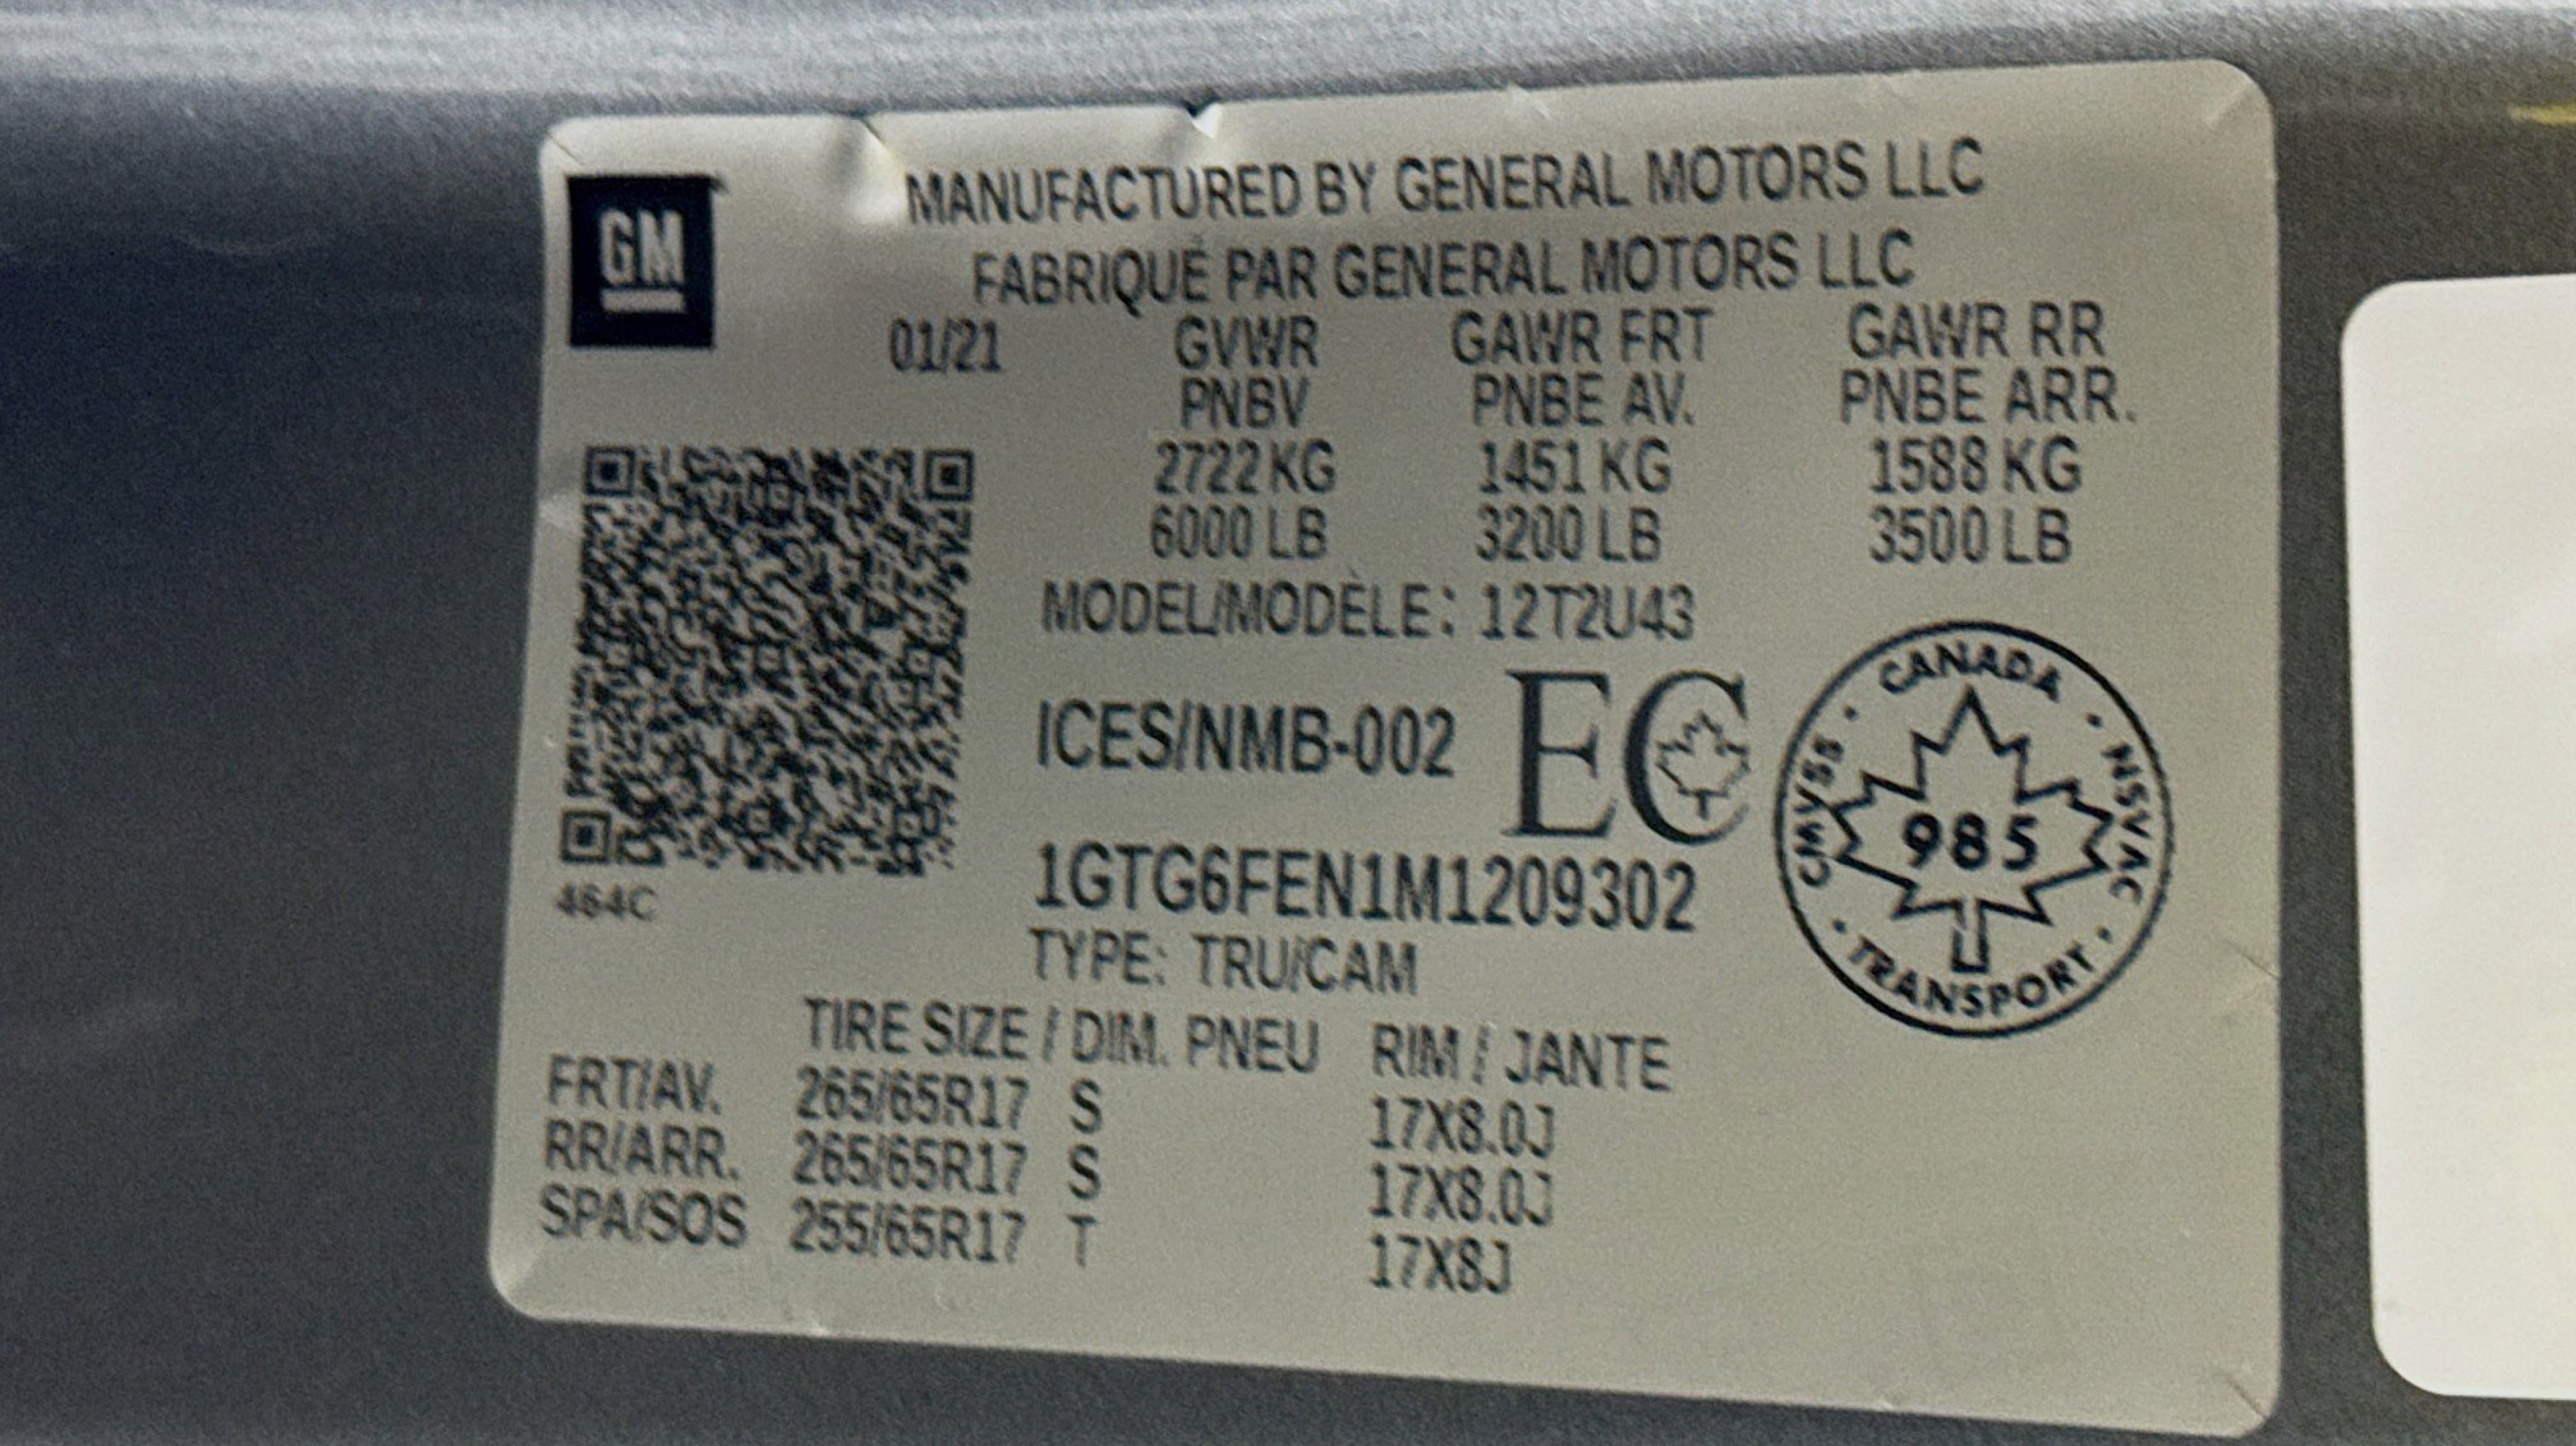 GM
MANUFACTURED BY GENERAL MOTORS LLC
FABRIQUÉ PAR GENERAL MOTORS LLC
01/21 GVWR GAWR FRT GAWR RR
PNBV PNBE AV. PNBE ARR.
2722 KG 1451 KG 1588 KG
6000 LB 3200 LB 3500 LB
MODEL/MODÈLE: 12T2U43
ICES/NMB-002 EC
CANADA · NSVAC · TRANSPORT · CMVSS ·
985
1GTG6FEN1M1209302
464C
TYPE: TRU/CAM
TIRE SIZE / DIM. PNEU RIM / JANTE
FRT/AV. 265/65R17 S 17X8.0J
RR/ARR. 265/65R17 S 17X8.0J
SPA/SOS 255/65R17 T 17X8J